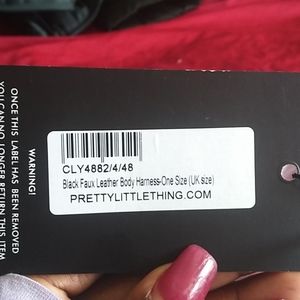 CLY4882/4/48
Black Faux Leather Body Harness-One Size (UK size)
PRETTYLITTLETHING.COM
WARNING!
ONCE THIS LABEL HAS BEEN REMOVED
YOU CAN NO LONGER RETURN THIS ITEM